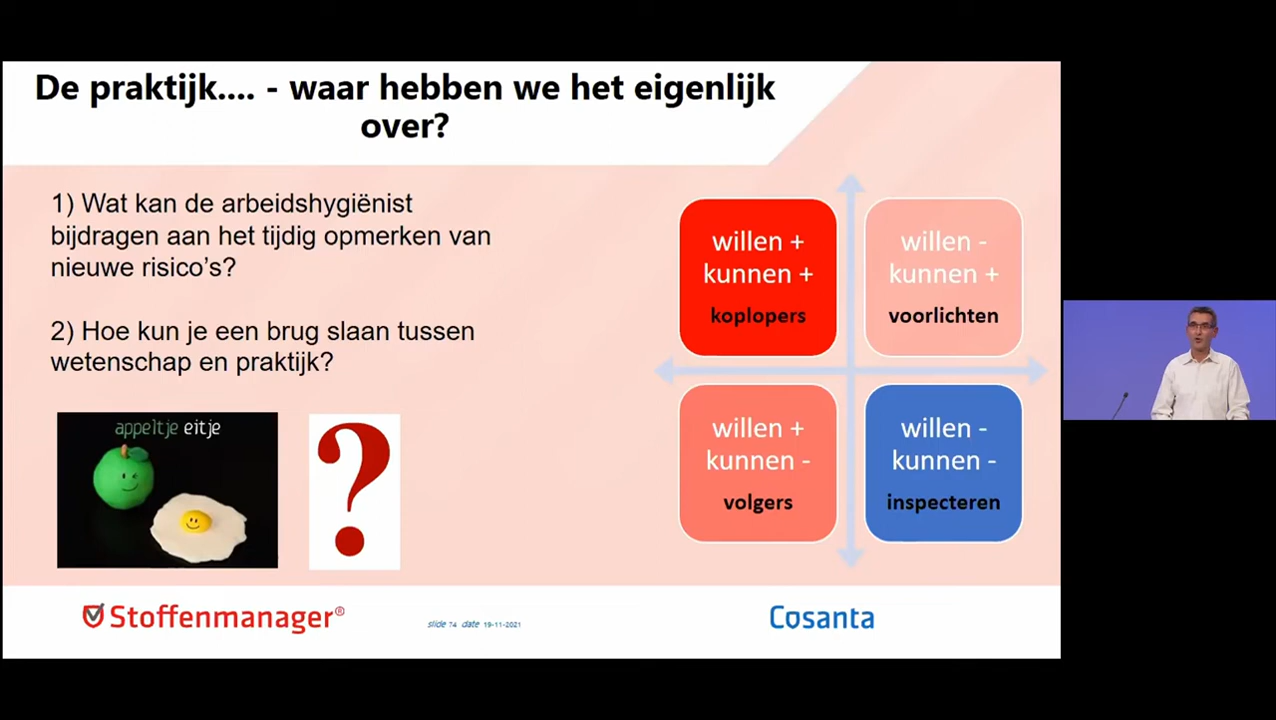 De praktijk.... - waar hebben we het eigenlijk
over?
1) Wat kan de arbeidshygiënist
bijdragen aan het tijdig opmerken van
nieuwe risico's?
2) Hoe kun je een brug slaan tussen
wetenschap en praktijk?
appeltje eitje
?
willen +
kunnen +
koplopers
willen -
kunnen +
voorlichten
willen +
kunnen -
volgers
willen -
kunnen -
inspecteren
Stoffenmanager®
slide 74 date 19-11-2021
Cosanta